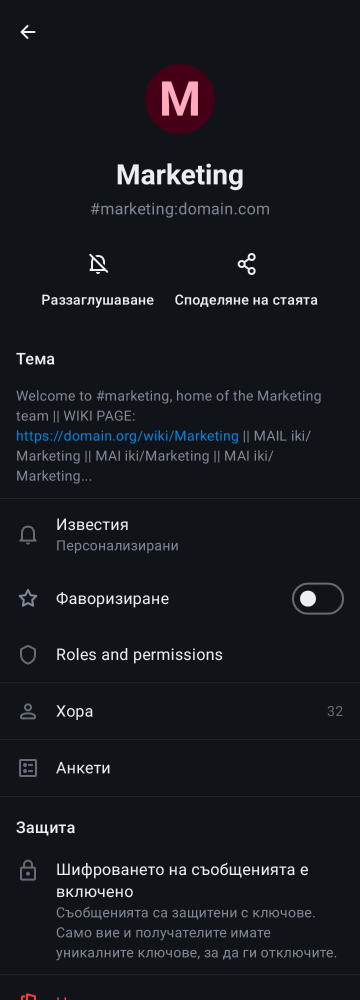 M
Marketing
#marketing:domain.com
Раззаглушаване
Споделяне на стаята
Тема
Welcome to #marketing, home of the Marketing
team || WIKI PAGE:
https://domain.org/wiki/Marketing || MAIL iki/
Marketing || MAI iki/Marketing || MAI iki/
Marketing...
Известия
Персонализирани
Фаворизиране
Roles and permissions
Хора
32
Анкети
Защита
Шифроването на съобщенията е
включено
Съобщенията са защитени с ключове.
Само вие и получателите имате
уникалните ключове, за да ги отключите.